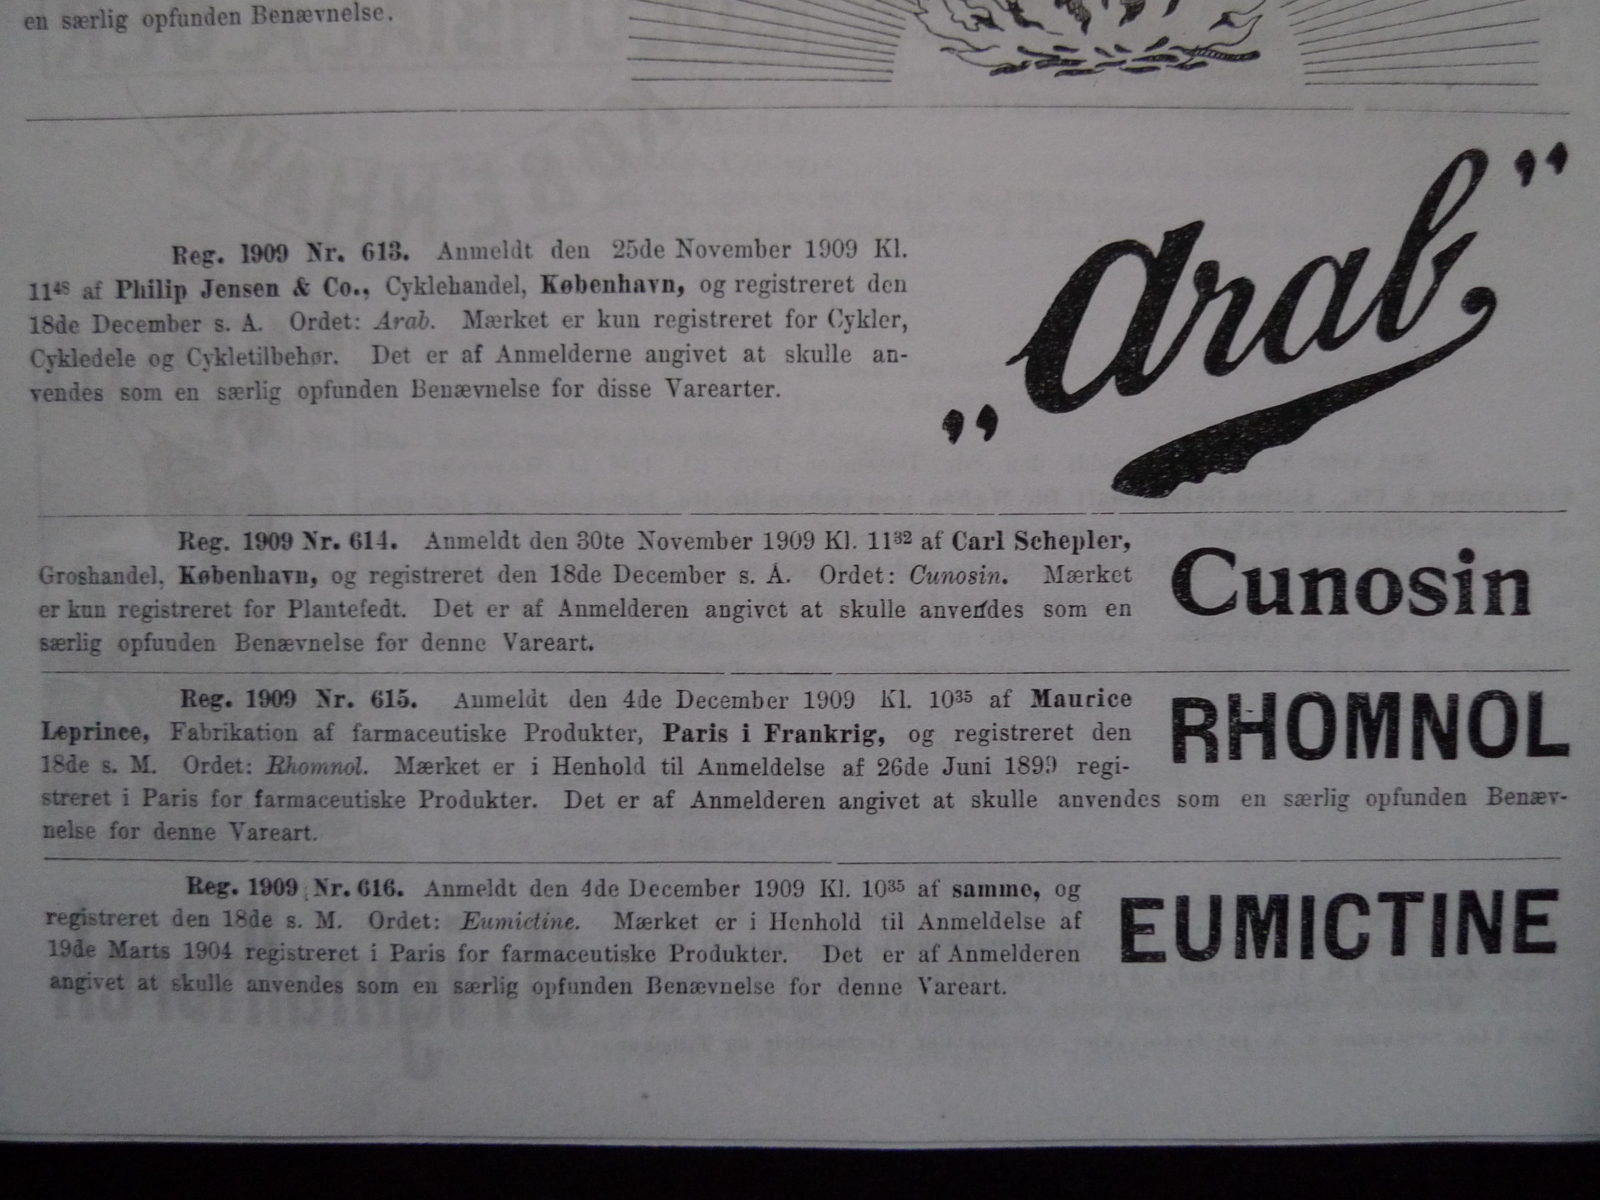 en særlig opfunden Benævnelse.
Reg. 1909 Nr. 613. Anmeldt den 25de November 1909 Kl.
11⁴⁸ af Philip Jensen & Co., Cyklehandel, København, og registreret den
18de December s. A. Ordet: Arab. Mærket er kun registreret for Cykler,
Cykledele og Cykletilbehør. Det er af Anmelderne angivet at skulle an-
vendes som en særlig opfunden Benævnelse for disse Varearter.
„Arab”
Reg. 1909 Nr. 614. Anmeldt den 30te November 1909 Kl. 11³² af Carl Schepler,
Groshandel, København, og registreret den 18de December s. A. Ordet: Cunosin. Mærket
er kun registreret for Plantefedt. Det er af Anmelderen angivet at skulle anvendes som en
særlig opfunden Benævnelse for denne Vareart.
Cunosin
Reg. 1909 Nr. 615. Anmeldt den 4de December 1909 Kl. 10³⁵ af Maurice
Leprince, Fabrikation af farmaceutiske Produkter, Paris i Frankrig, og registreret den
18de s. M. Ordet: Rhomnol. Mærket er i Henhold til Anmeldelse af 26de Juni 1899 regi-
streret i Paris for farmaceutiske Produkter. Det er af Anmelderen angivet at skulle anvendes som en særlig opfunden Benæv-
nelse for denne Vareart.
RHOMNOL
Reg. 1909 Nr. 616. Anmeldt den 4de December 1909 Kl. 10³⁵ af samme, og
registreret den 18de s. M. Ordet: Eumictine. Mærket er i Henhold til Anmeldelse af
19de Marts 1904 registreret i Paris for farmaceutiske Produkter. Det er af Anmelderen
angivet at skulle anvendes som en særlig opfunden Benævnelse for denne Vareart.
EUMICTINE